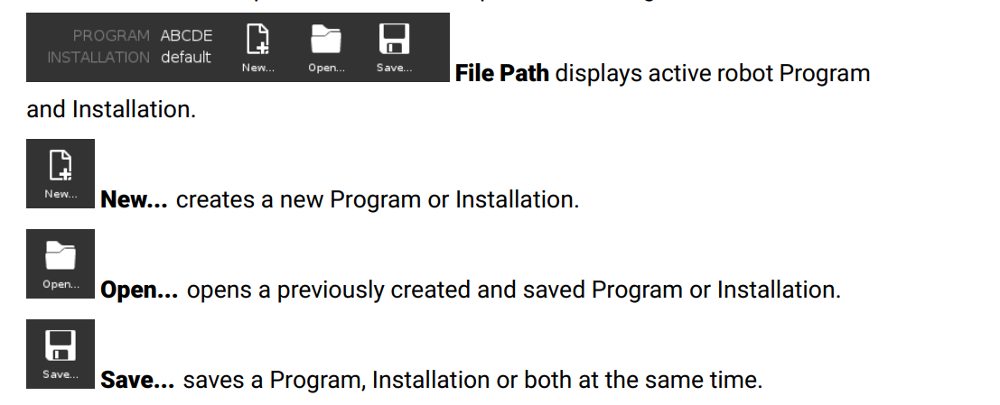 PROGRAM ABCDE
INSTALLATION default
New... Open... Save...
File Path displays active robot Program
and Installation.
New...
New... creates a new Program or Installation.
Open...
Open... opens a previously created and saved Program or Installation.
Save...
Save... saves a Program, Installation or both at the same time.